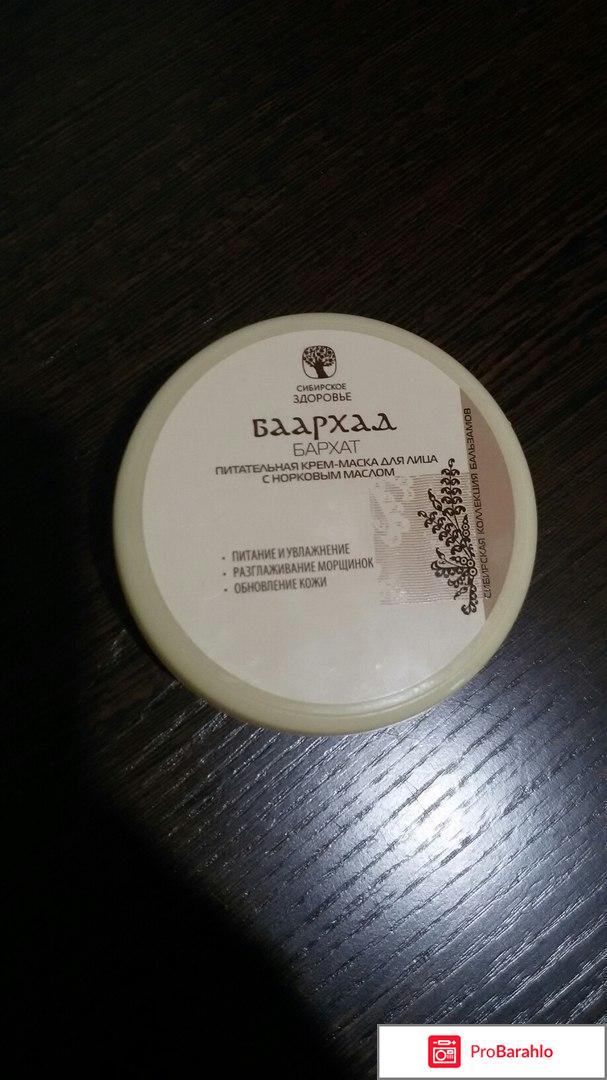 СИБИРСКОЕ
ЗДОРОВЬЕ
БААРХАД
БАРХАТ
ПИТАТЕЛЬНАЯ КРЕМ-МАСКА ДЛЯ ЛИЦА
С НОРКОВЫМ МАСЛОМ
• ПИТАНИЕ И УВЛАЖНЕНИЕ
• РАЗГЛАЖИВАНИЕ МОРЩИНОК
• ОБНОВЛЕНИЕ КОЖИ
СИБИРСКАЯ КОЛЛЕКЦИЯ БАЛЬЗАМОВ
ProBarahlo